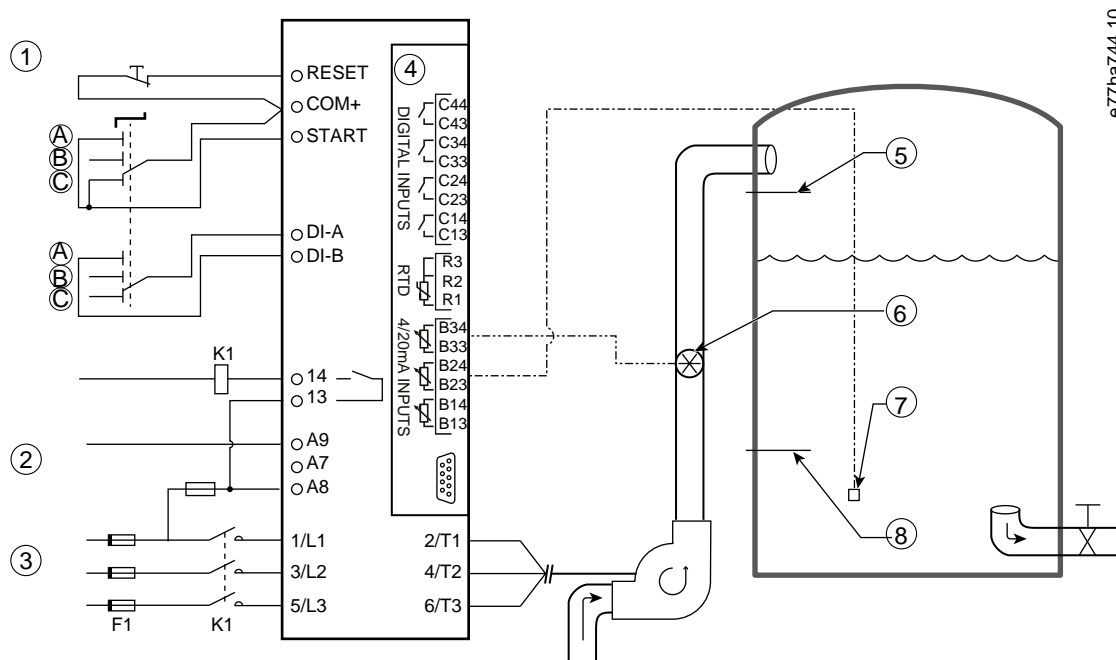 e77ha744.10
1
RESET
COM+
START
A
B
C
DI-A
DI-B
A
B
C
K1
14
13
2
A9
A7
A8
3
1/L1
3/L2
5/L3
F1
K1
2/T1
4/T2
6/T3
4
DIGITAL INPUTS
C44
C43
C34
C33
C24
C23
C14
C13
RTD
R3
R2
R1
4/20mA INPUTS
B34
B33
B24
B23
B14
B13
5
6
7
8